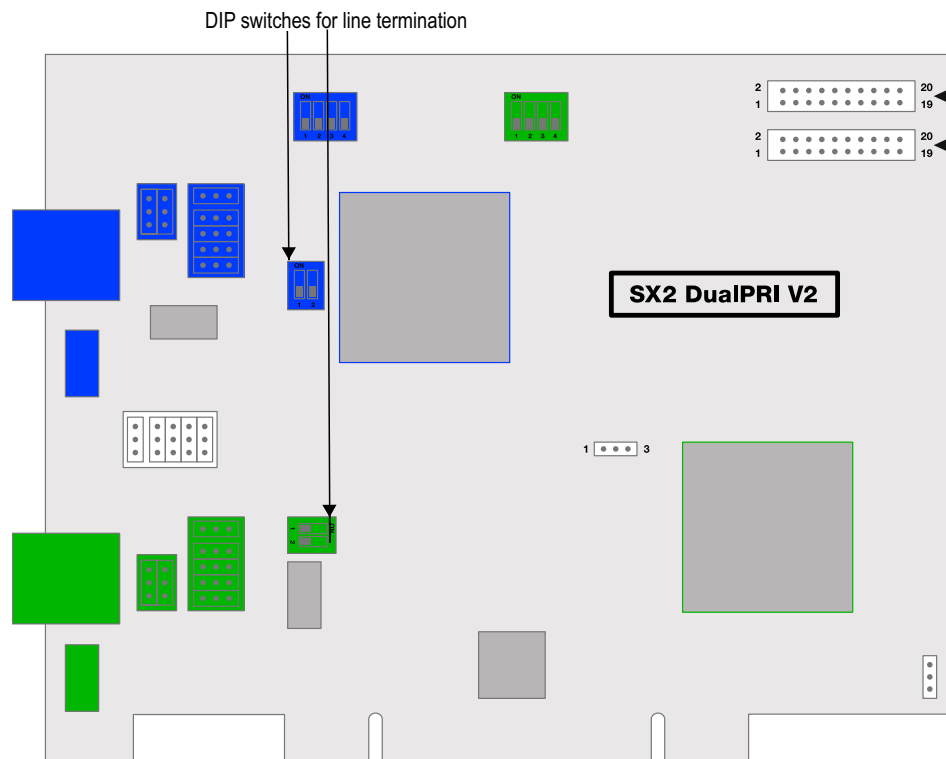 DIP switches for line termination
ON
1 2 3 4
ON
1 2 3 4
2 20
1 19
2 20
1 19
ON
1 2
SX2 DualPRI V2
1 3
ON
1
2